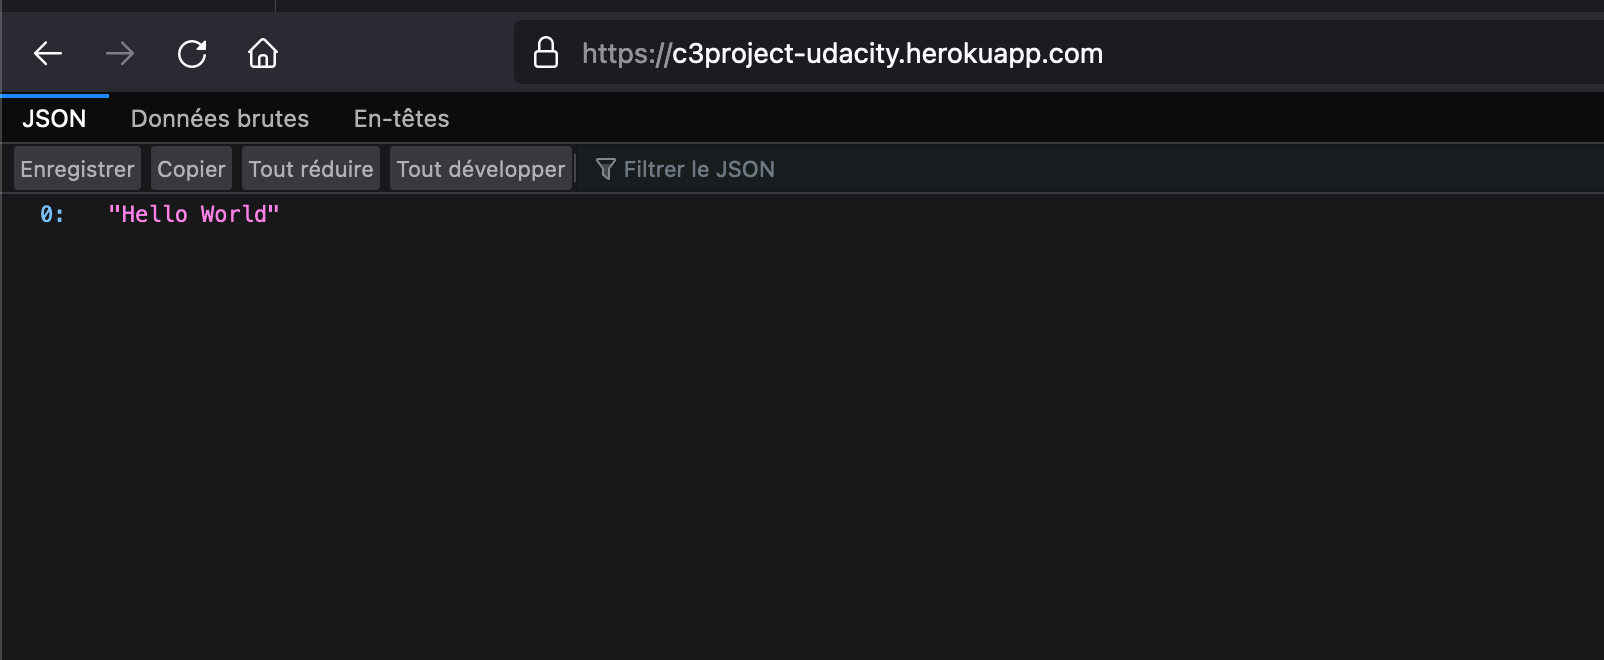 https://c3project-udacity.herokuapp.com
JSON Données brutes En-têtes
Enregistrer Copier Tout réduire Tout développer Filtrer le JSON
0: "Hello World"